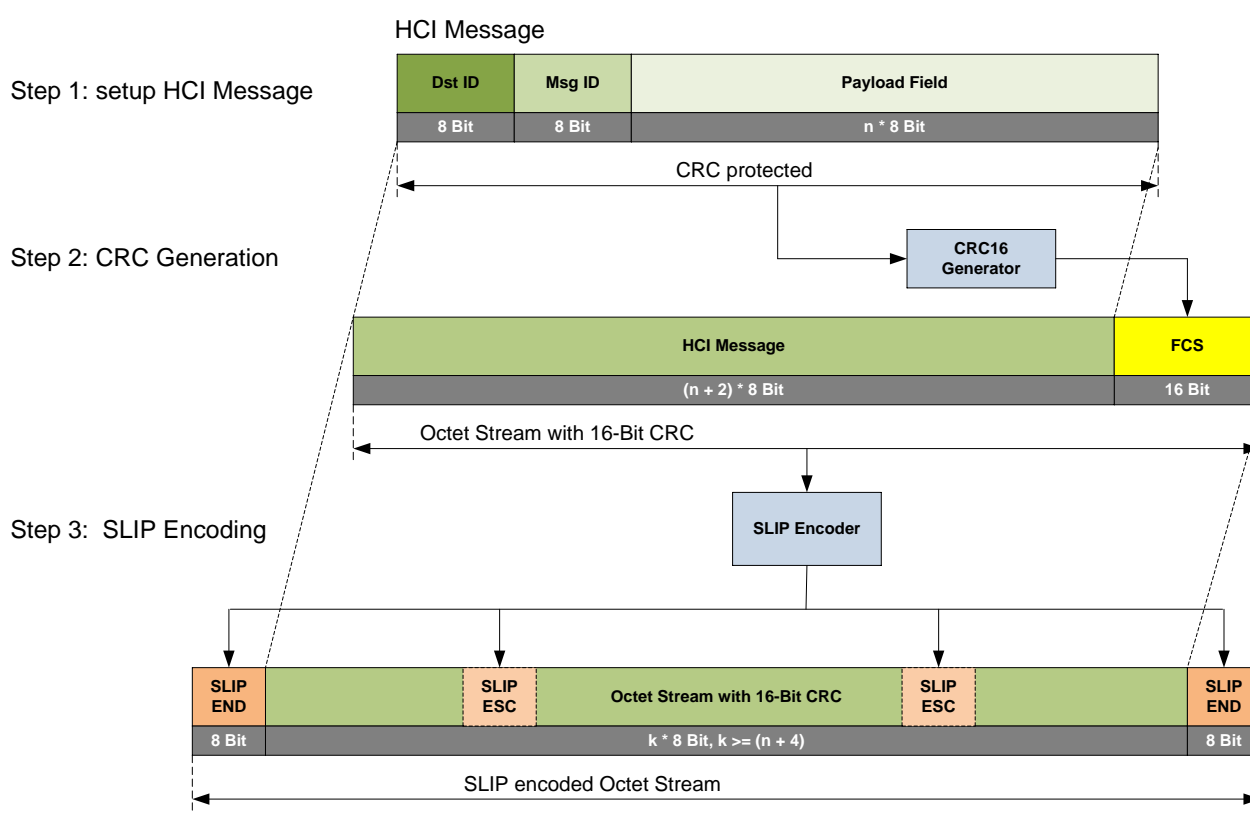 HCI Message
Step 1: setup HCI Message
Dst ID
Msg ID
Payload Field
8 Bit
8 Bit
n * 8 Bit
CRC protected
Step 2: CRC Generation
CRC16
Generator
HCI Message
FCS
(n + 2) * 8 Bit
16 Bit
Octet Stream with 16-Bit CRC
Step 3:  SLIP Encoding
SLIP Encoder
SLIP
END
SLIP
ESC
Octet Stream with 16-Bit CRC
SLIP
ESC
SLIP
END
8 Bit
k * 8 Bit, k >= (n + 4)
8 Bit
SLIP encoded Octet Stream